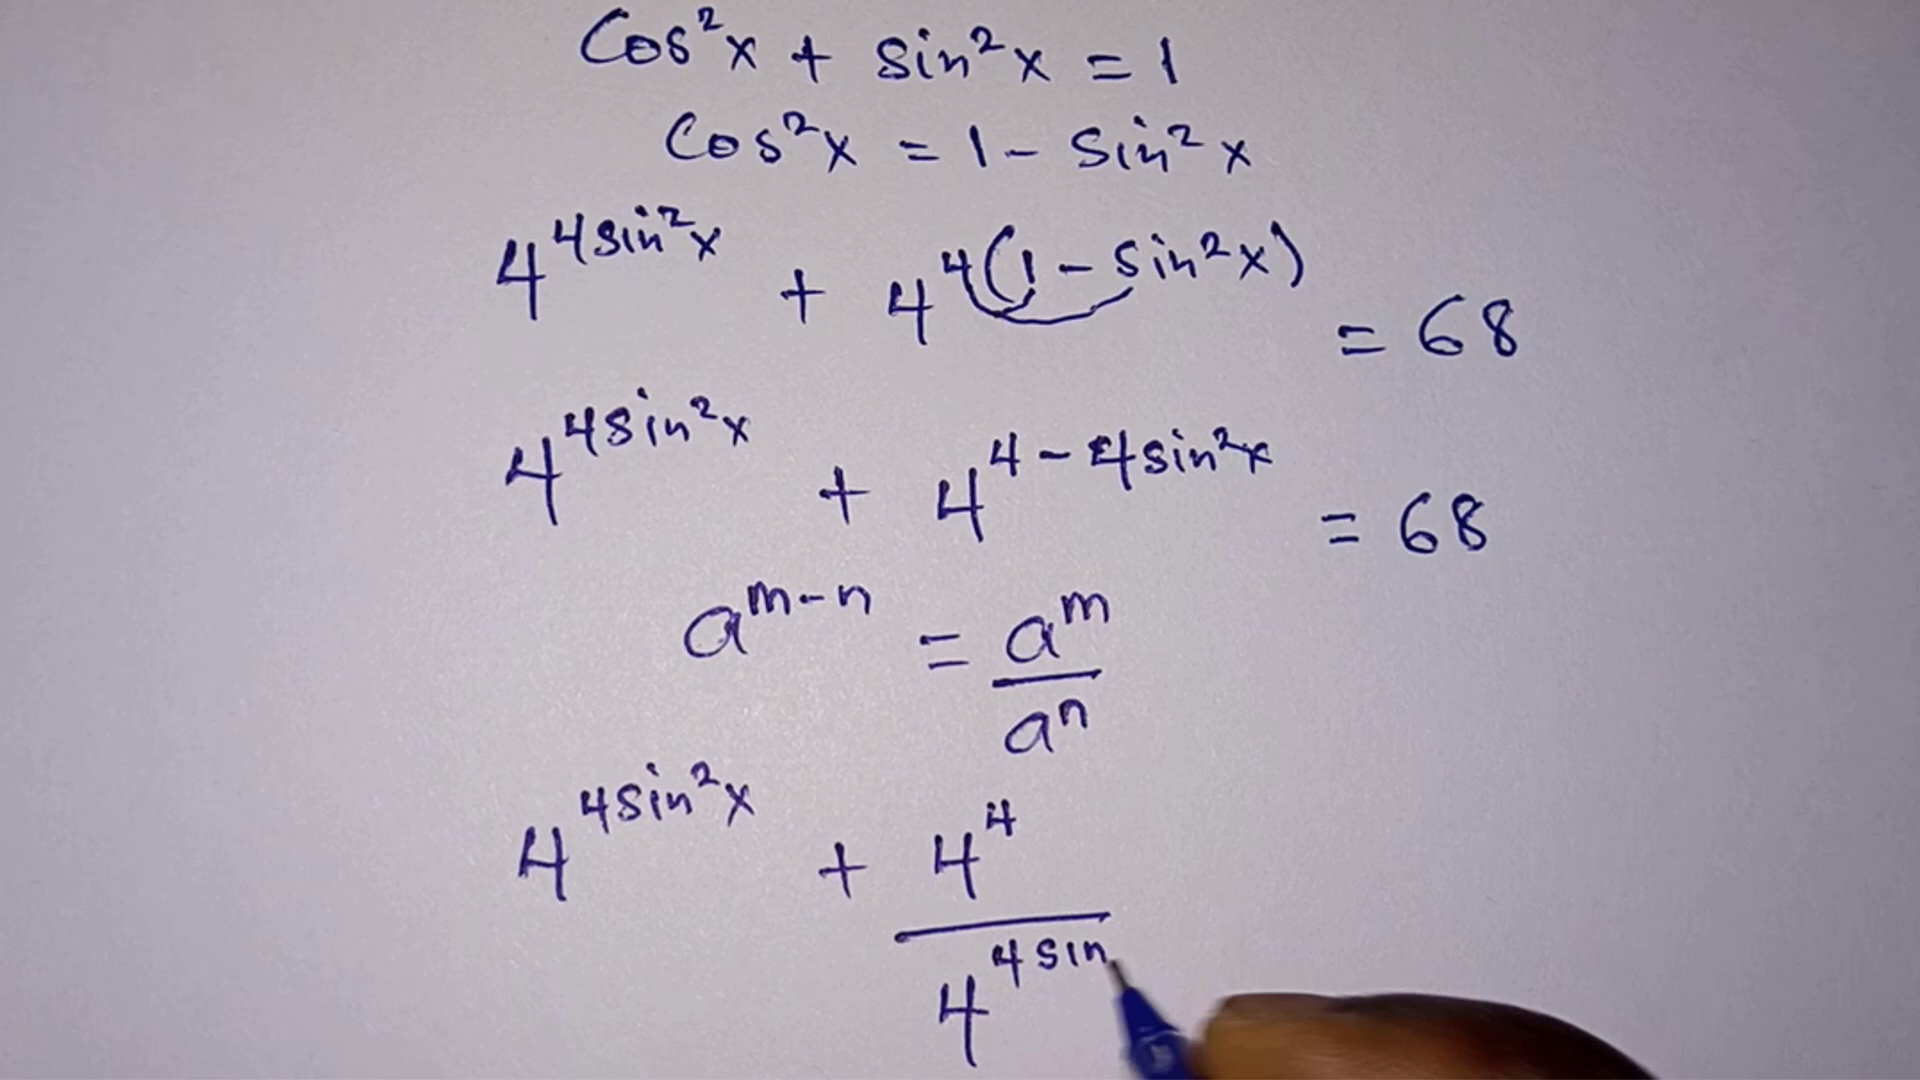 Cos²x + sin²x = 1
Cos²x = 1 - Sin²x
4^4sin²x + 4^4(1 - sin²x) = 68
4^4sin²x + 4^4 - 4sin²x = 68
a^m-n = a^m/a^n
4^4sin²x + 4^4/4^4sin